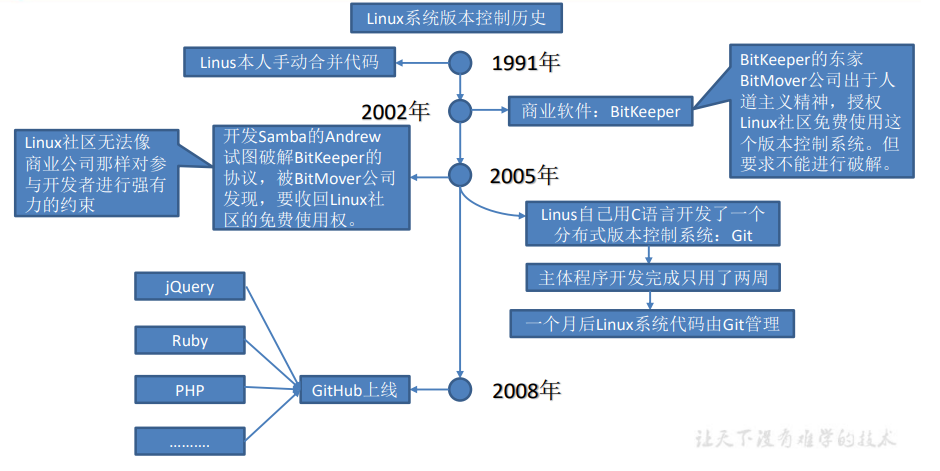 Linux系统版本控制历史
Linus本人手动合并代码
1991年
2002年
商业软件：BitKeeper
BitKeeper的东家
BitMover公司出于人
道主义精神，授权
Linux社区免费使用这
个版本控制系统。但
要求不能进行破解。
Linux社区无法像
商业公司那样对参
与开发者进行强有
力的约束
开发Samba的Andrew
试图破解BitKeeper的
协议，被BitMover公司
发现，要收回Linux社
区的免费使用权。
2005年
Linus自己用C语言开发了一个
分布式版本控制系统：Git
主体程序开发完成只用了两周
一个月后Linux系统代码由Git管理
jQuery
Ruby
PHP
……….
GitHub上线
2008年
让天下没有难学的技术